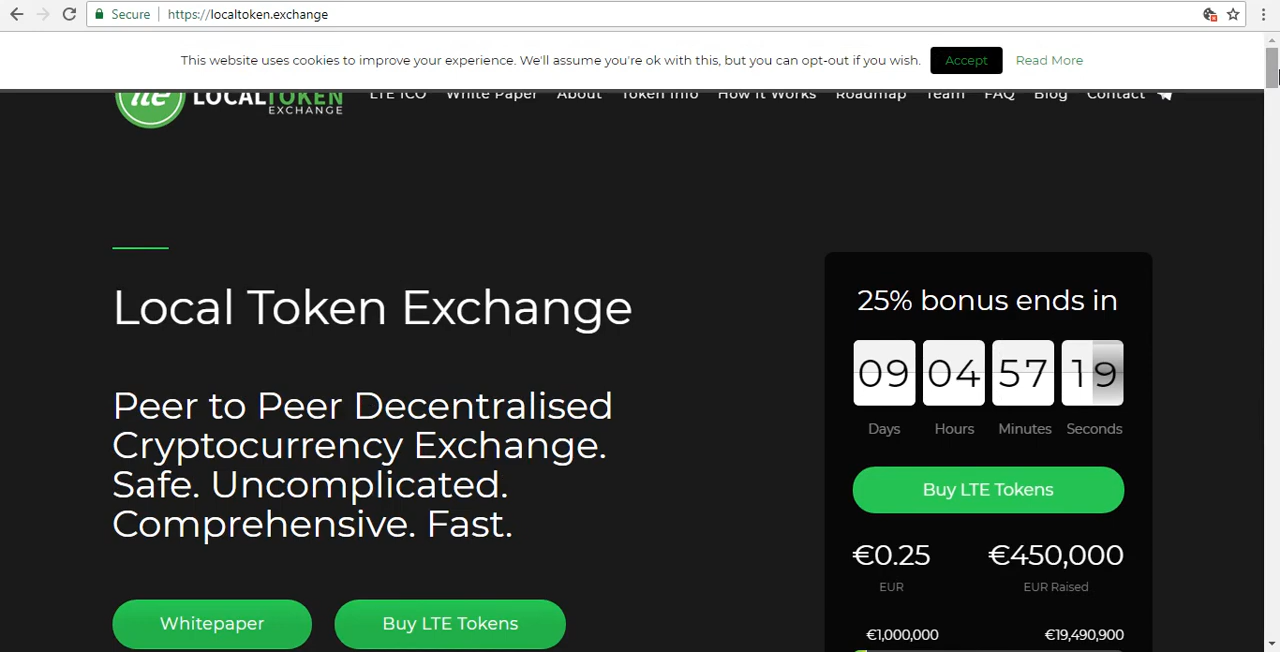 Secure | https://localtoken.exchange
This website uses cookies to improve your experience. We'll assume you're ok with this, but you can opt-out if you wish. Accept Read More
lte LOCALTOKEN LTE ICO White Paper About Token Info How It Works Roadmap Team FAQ Blog Contact
EXCHANGE
Local Token Exchange
Peer to Peer Decentralised
Cryptocurrency Exchange.
Safe. Uncomplicated.
Comprehensive. Fast.
Whitepaper Buy LTE Tokens
25% bonus ends in
09 04 57 19
Days Hours Minutes Seconds
Buy LTE Tokens
€0.25 €450,000
EUR EUR Raised
€1,000,000 €19,490,900